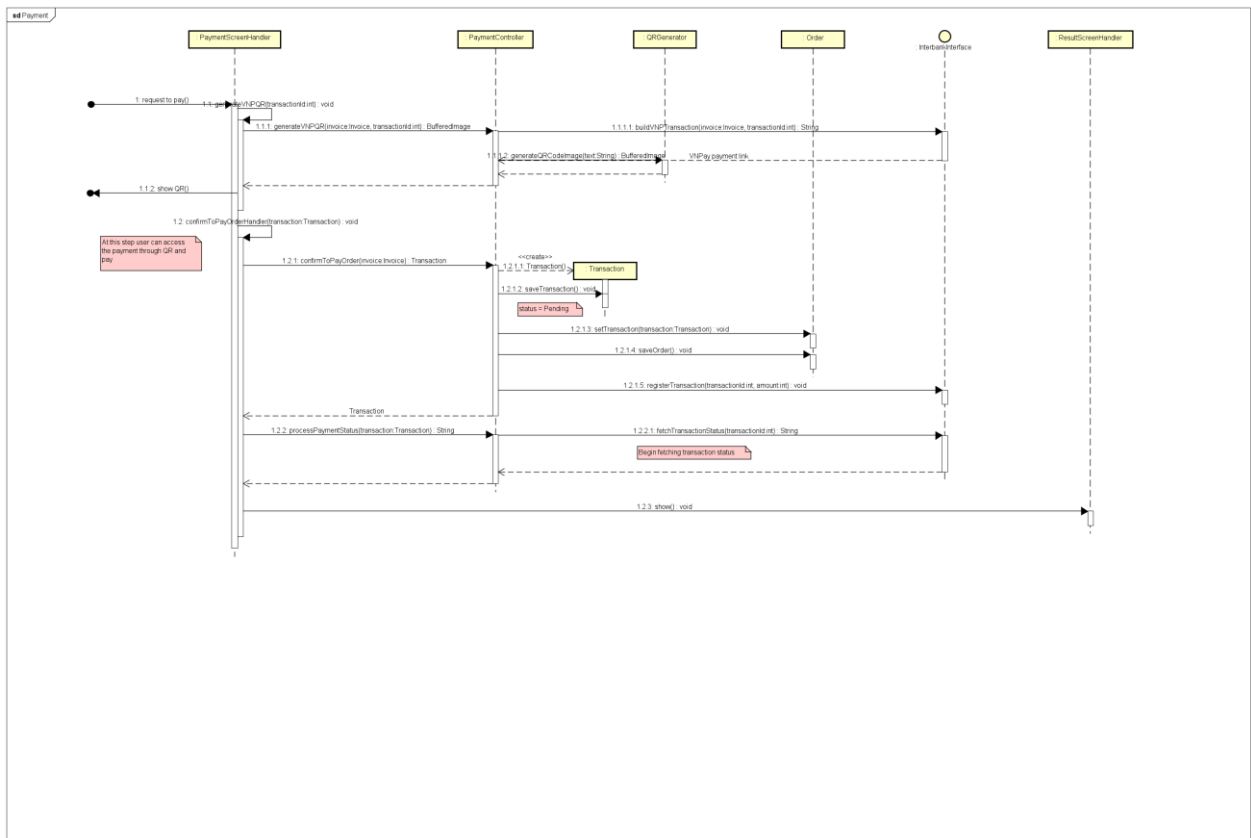 sd Payment
PaymentScreenHandler
PaymentController
QRGenerator
Order
InterbankInterface
ResultScreenHandler
1: request to pay()
1.1: generateVNPQR(transactionId:int) : void
1.1.1: generateVNPQR(invoice:Invoice, transactionId:int) : BufferedImage
1.1.1.1: buildVNPTransaction(invoice:Invoice, transactionId:int) : String
1.1.1.2: generateQRCodeImage(text:String) : BufferedImage
VNPay payment link
1.1.2: show QR()
1.2: confirmToPayOrderHandler(transaction:Transaction) : void
At this step user can access
the payment through QR and
pay
1.2.1: confirmToPayOrder(invoice:Invoice) : Transaction
<<create>>
1.2.1.1: Transaction()
: Transaction
1.2.1.2: saveTransaction() : void
status = Pending
1.2.1.3: setTransaction(transaction:Transaction) : void
1.2.1.4: saveOrder() : void
1.2.1.5: registerTransaction(transactionId:int, amount:int) : void
Transaction
1.2.2: processPaymentStatus(transaction:Transaction) : String
1.2.2.1: fetchTransactionStatus(transactionId:int) : String
Begin fetching transaction status
1.2.3: show() : void